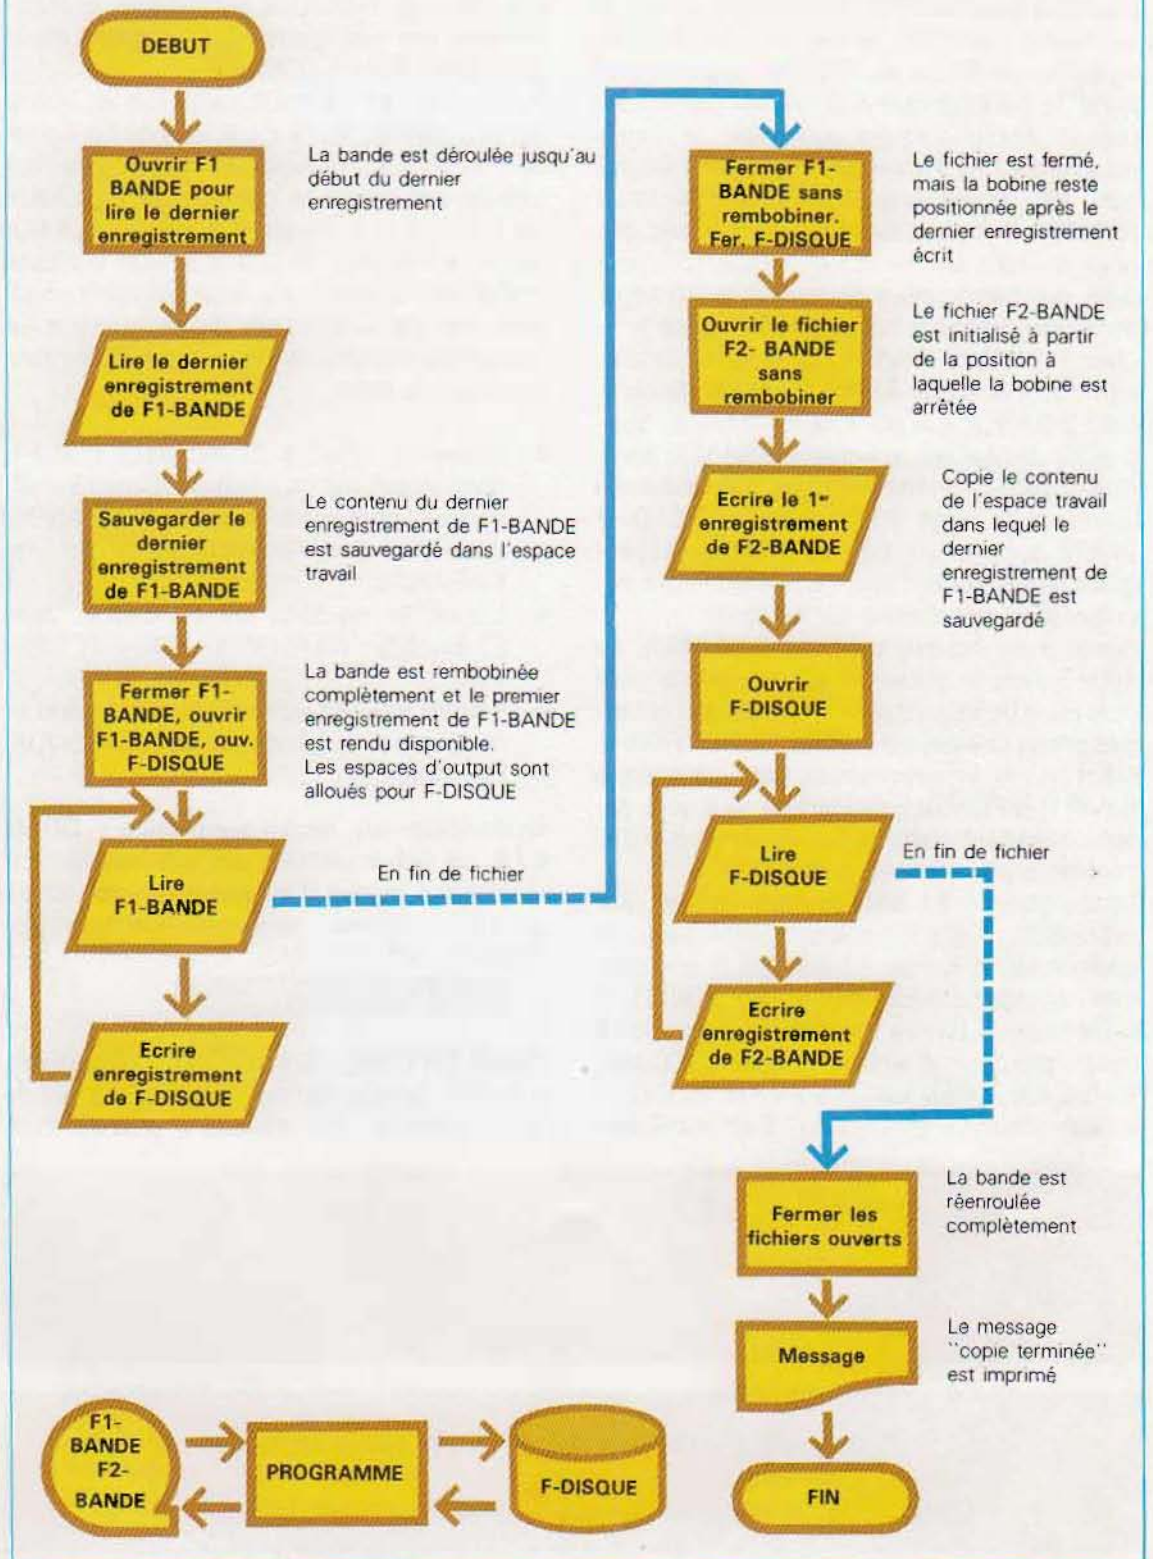 DEBUT
Ouvrir F1
BANDE pour
lire le dernier
enregistrement
La bande est déroulée jusqu'au
début du dernier
enregistrement
Lire le dernier
enregistrement
de F1-BANDE
Sauvegarder le
dernier
enregistrement
de F1-BANDE
Le contenu du dernier
enregistrement de F1-BANDE
est sauvegardé dans l'espace
travail
Fermer F1-
BANDE, ouvrir
F1-BANDE, ouv.
F-DISQUE
La bande est rembobinée
complètement et le premier
enregistrement de F1-BANDE
est rendu disponible.
Les espaces d'output sont
alloués pour F-DISQUE
Lire
F1-BANDE
En fin de fichier
Ecrire
enregistrement
de F-DISQUE
Fermer F1-
BANDE sans
rembobiner.
Fer, F-DISQUE
Le fichier est fermé,
mais la bobine reste
positionnée après le
dernier enregistrement
écrit
Ouvrir le fichier
F2- BANDE
sans
rembobiner
Le fichier F2-BANDE
est initialisé à partir
de la position à
laquelle la bobine est
arrêtée
Ecrire le 1er
enregistrement
de F2-BANDE
Copie le contenu
de l'espace travail
dans lequel le
dernier
enregistrement de
F1-BANDE est
sauvegardé
Ouvrir
F-DISQUE
Lire
F-DISQUE
En fin de fichier
Ecrire
enregistrement
de F2-BANDE
Fermer les
fichiers ouverts
La bande est
réenroulée
complètement
Message
Le message
"copie terminée"
est imprimé
FIN
F1-
BANDE
F2-
BANDE
PROGRAMME
F-DISQUE